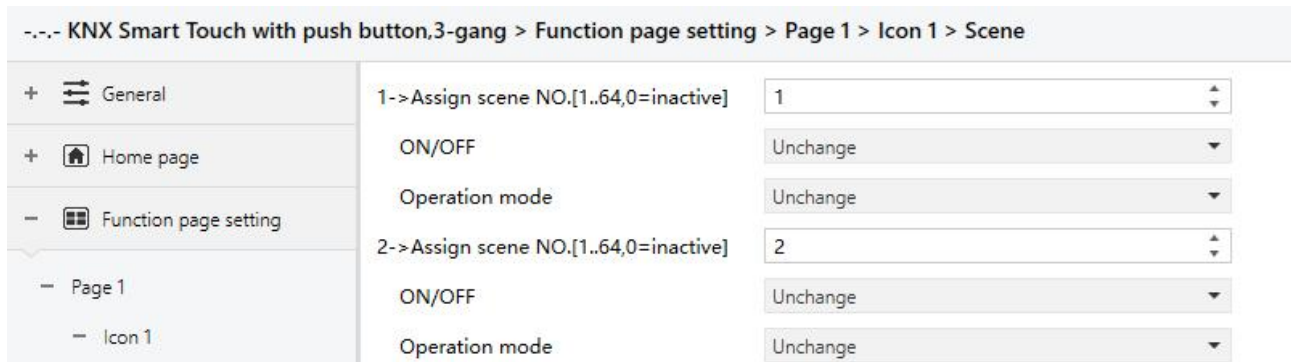 -.-.- KNX Smart Touch with push button,3-gang > Function page setting > Page 1 > Icon 1 > Scene
+ General
+ Home page
− Function page setting
− Page 1
− Icon 1
1->Assign scene NO.[1..64,0=inactive] 1
ON/OFF Unchange
Operation mode Unchange
2->Assign scene NO.[1..64,0=inactive] 2
ON/OFF Unchange
Operation mode Unchange